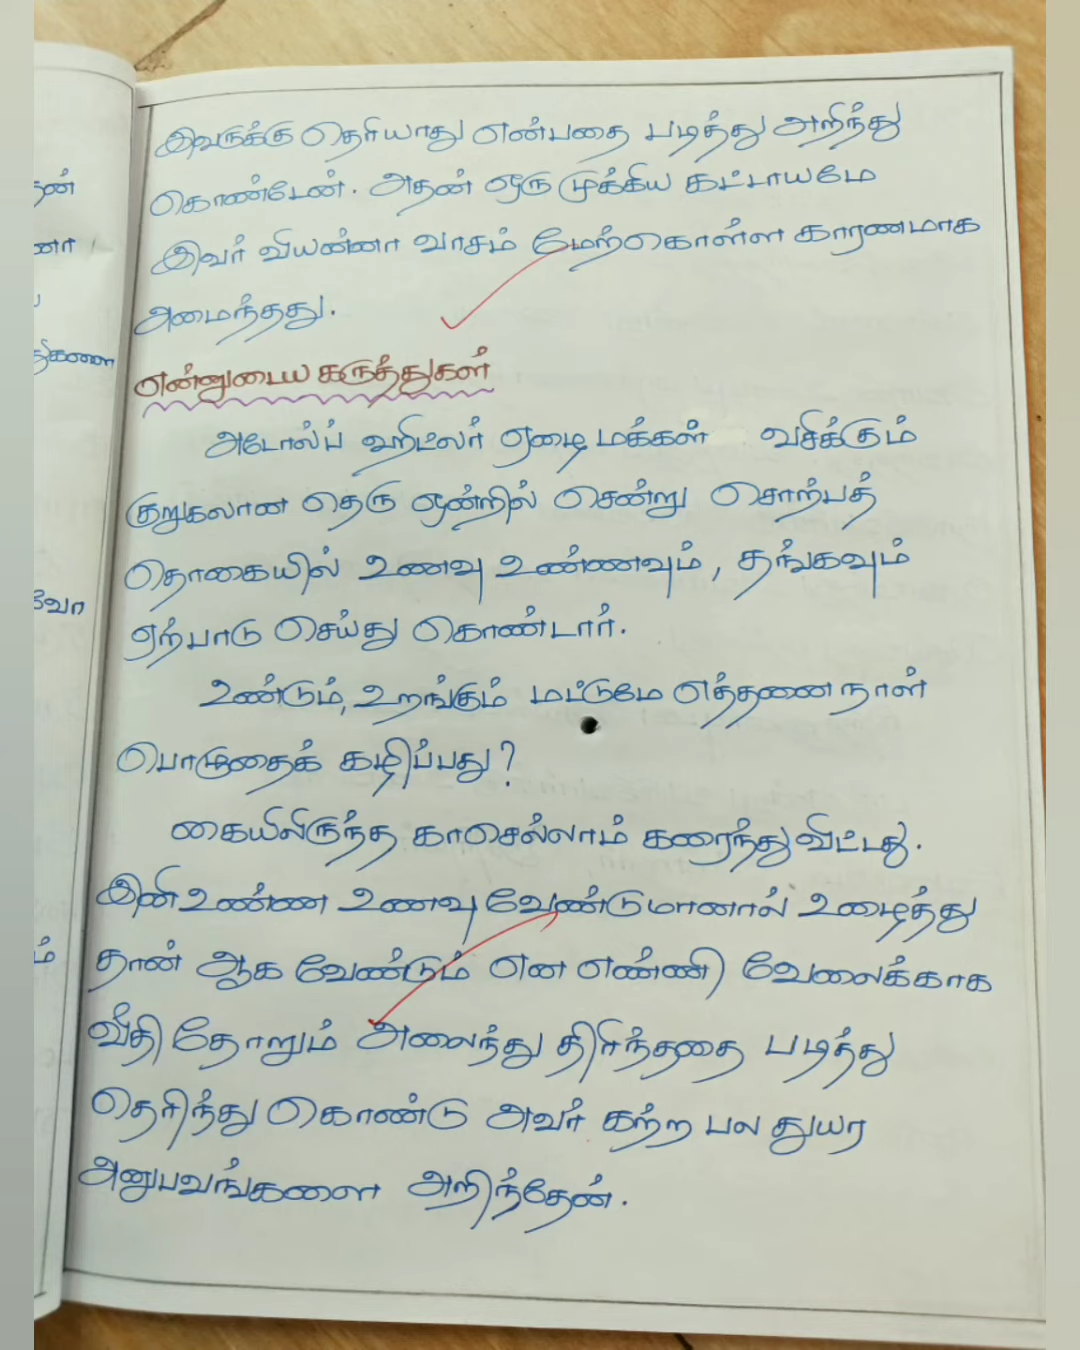 இவருக்கு தெரியாது என்பதை படித்து அறிந்து
கொண்டேன். அதன் ஒரு முக்கிய கட்டாயமே
இவர் வியன்னா வாசம் மேற்கொள்ள காரணமாக
அமைந்தது.
என்னுடைய கருத்துகள்
அடோல்ப் ஹிட்லர் ஏழை மக்கள் வசிக்கும்
குறுகலான தெரு ஒன்றில் சென்று சொற்பத்
தொகையில் உணவு உண்ணவும், தங்கவும்
ஏற்பாடு செய்து கொண்டார்.
உண்டும், உறங்கும் மட்டுமே எத்தனை நாள்
பொழுதைக் கழிப்பது?
கையிலிருந்த காசெல்லாம் கரைந்து விட்டது.
இனி உண்ண உணவு வேண்டுமானால் உழைத்து
தான் ஆக வேண்டும் என எண்ணி வேலைக்காக
வீதி தோறும் அலைந்து திரிந்ததை படித்து
தெரிந்து கொண்டு அவர் கற்ற பல துயர
அனுபவங்களை அறிந்தேன்.